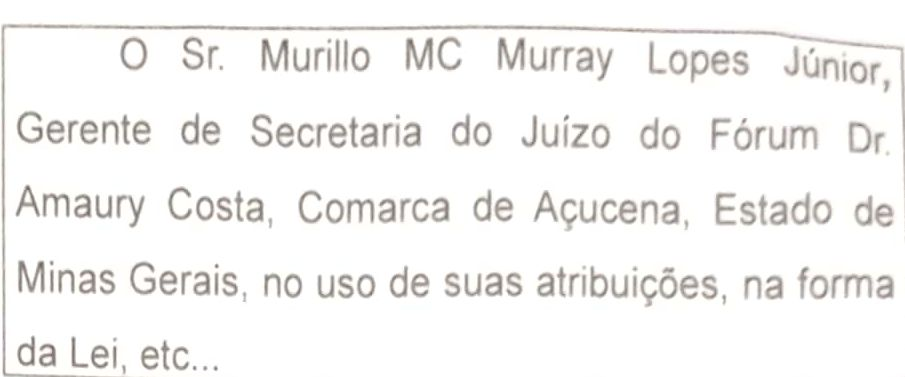 O Sr. Murillo MC Murray Lopes Júnior,
Gerente de Secretaria do Juízo do Fórum Dr.
Amaury Costa, Comarca de Açucena, Estado de
Minas Gerais, no uso de suas atribuições, na forma
da Lei, etc...